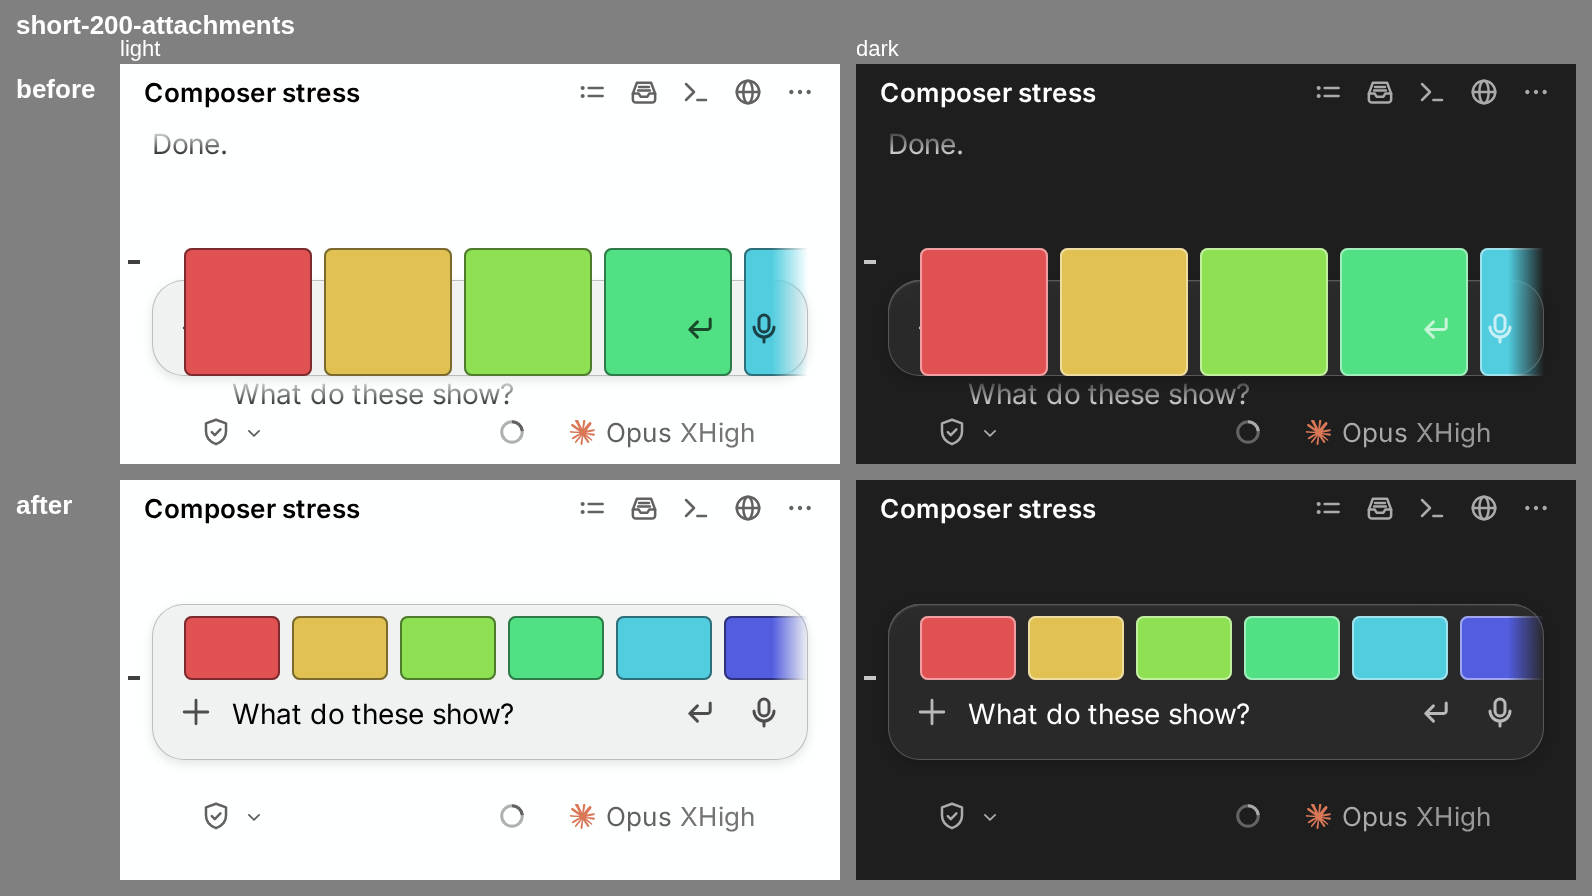 short-200-attachments
light
dark
before
Composer stress
Done.
What do these show?
Opus XHigh
Composer stress
Done.
What do these show?
Opus XHigh
after
Composer stress
What do these show?
Opus XHigh
Composer stress
What do these show?
Opus XHigh